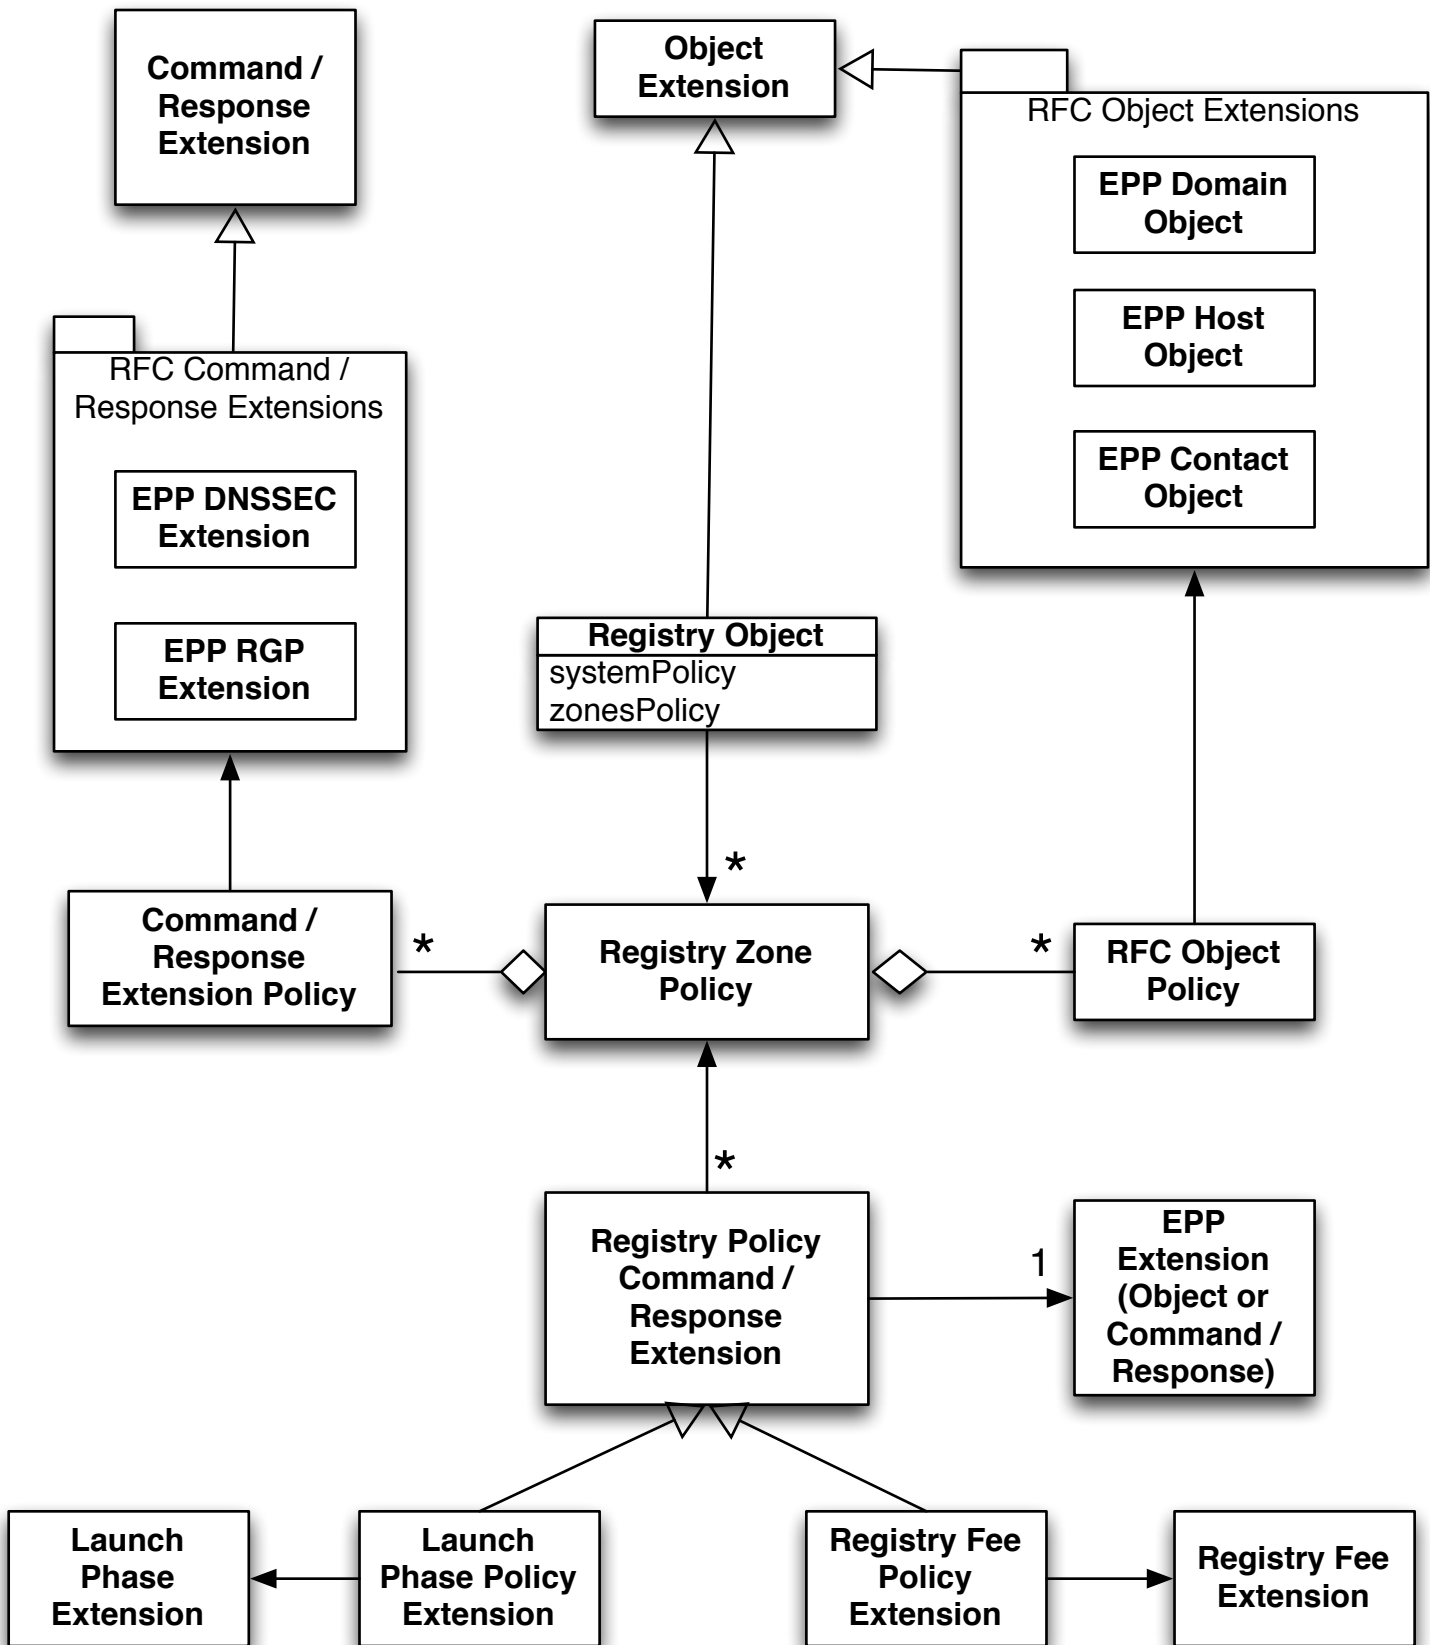 Command /
Response
Extension
Object
Extension
RFC Object Extensions
EPP Domain
Object
EPP Host
Object
EPP Contact
Object
RFC Command /
Response Extensions
EPP DNSSEC
Extension
EPP RGP
Extension
Registry Object
systemPolicy
zonesPolicy
*
Command /
Response
Extension Policy
*
Registry Zone
Policy
*
RFC Object
Policy
*
Registry Policy
Command /
Response
Extension
1
EPP
Extension
(Object or
Command /
Response)
Launch
Phase
Extension
Launch
Phase Policy
Extension
Registry Fee
Policy
Extension
Registry Fee
Extension